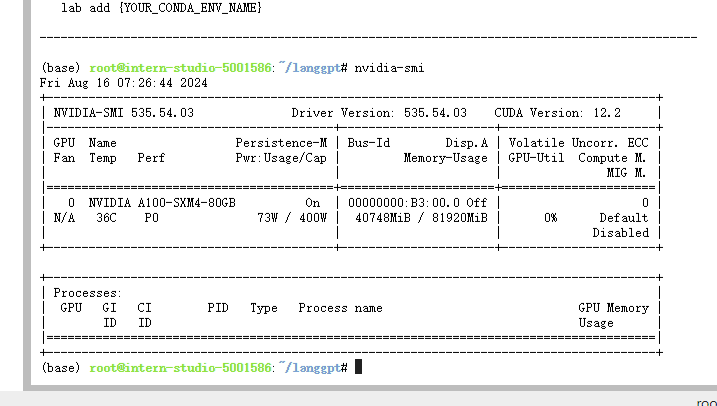 lab add {YOUR_CONDA_ENV_NAME}
--------------------------------------------------------------------------------------------
(base) root@intern-studio-5001586:~/langgpt# nvidia-smi
Fri Aug 16 07:26:44 2024
NVIDIA-SMI 535.54.03 Driver Version: 535.54.03 CUDA Version: 12.2
GPU Name Persistence-M | Bus-Id Disp.A | Volatile Uncorr. ECC
Fan Temp Perf Pwr:Usage/Cap | Memory-Usage | GPU-Util Compute M.
MIG M.
0 NVIDIA A100-SXM4-80GB On | 00000000:B3:00.0 Off | 0
N/A 36C P0 73W / 400W | 40748MiB / 81920MiB | 0% Default
Disabled
Processes:
GPU GI CI PID Type Process name GPU Memory
ID ID Usage
(base) root@intern-studio-5001586:~/langgpt#